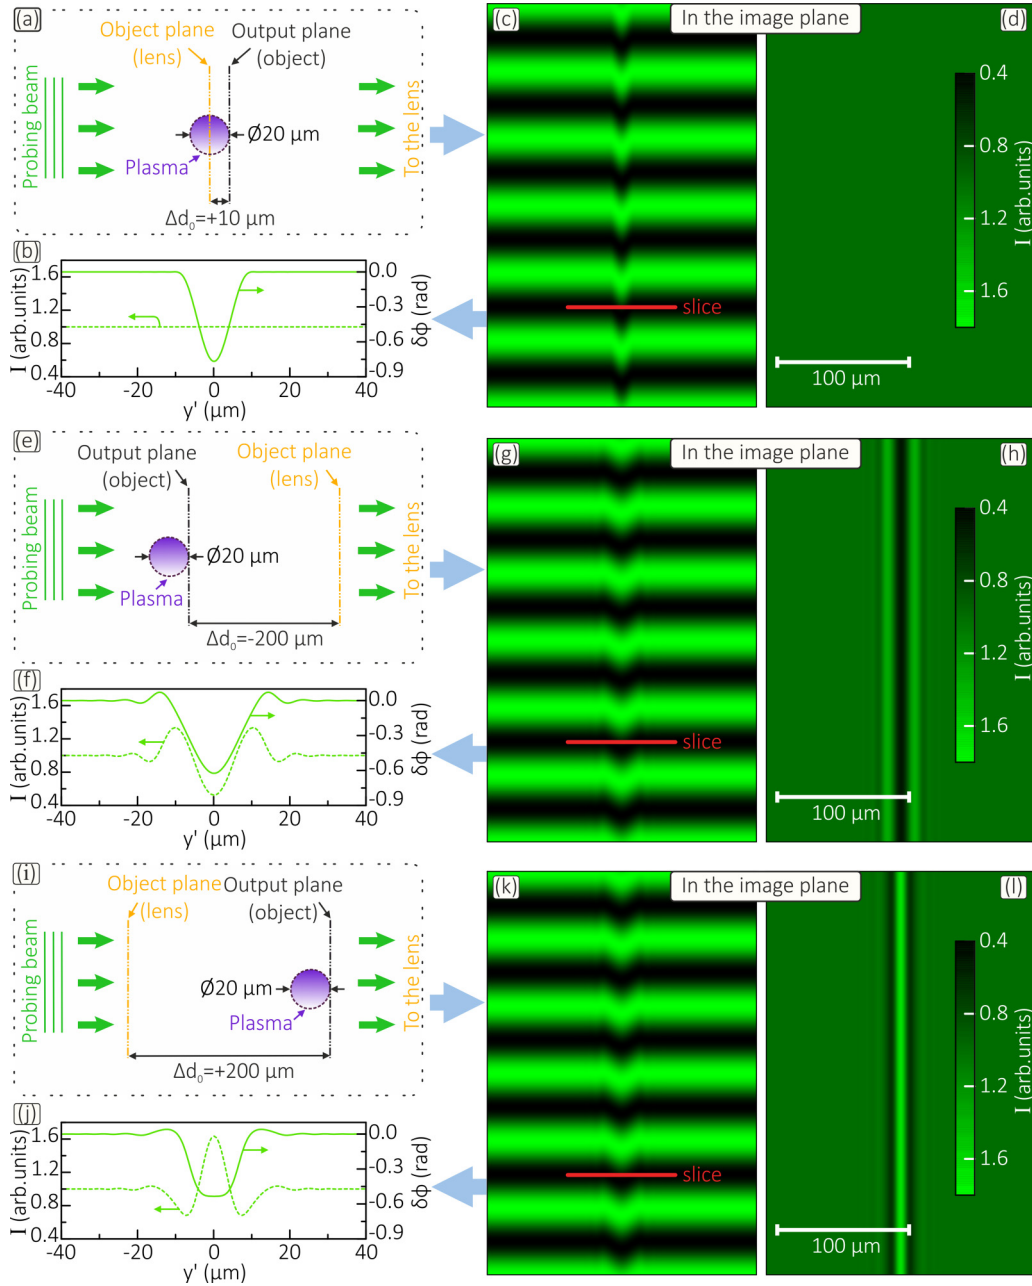 (a)
Object plane
(lens)
Output plane
(object)
Probing beam
Ø20 µm
Plasma
Δd₀=+10 µm
To the lens
(b)
I (arb.units)
1.6
1.2
0.8
0.4
0.0
-0.3
-0.6
-0.9
δϕ (rad)
-40 -20 0 20 40
y' (µm)
(c)
In the image plane
(d)
slice
0.4
0.8
1.2
1.6
I (arb.units)
100 µm
(e)
Output plane
(object)
Object plane
(lens)
Probing beam
Ø20 µm
Plasma
Δd₀=-200 µm
To the lens
(f)
I (arb.units)
1.6
1.2
0.8
0.4
0.0
-0.3
-0.6
-0.9
δϕ (rad)
-40 -20 0 20 40
y' (µm)
(g)
In the image plane
(h)
slice
0.4
0.8
1.2
1.6
I (arb.units)
100 µm
(i)
Object plane
(lens)
Output plane
(object)
Probing beam
Ø20 µm
Plasma
Δd₀=+200 µm
To the lens
(j)
I (arb.units)
1.6
1.2
0.8
0.4
0.0
-0.3
-0.6
-0.9
δϕ (rad)
-40 -20 0 20 40
y' (µm)
(k)
In the image plane
(l)
slice
0.4
0.8
1.2
1.6
I (arb.units)
100 µm